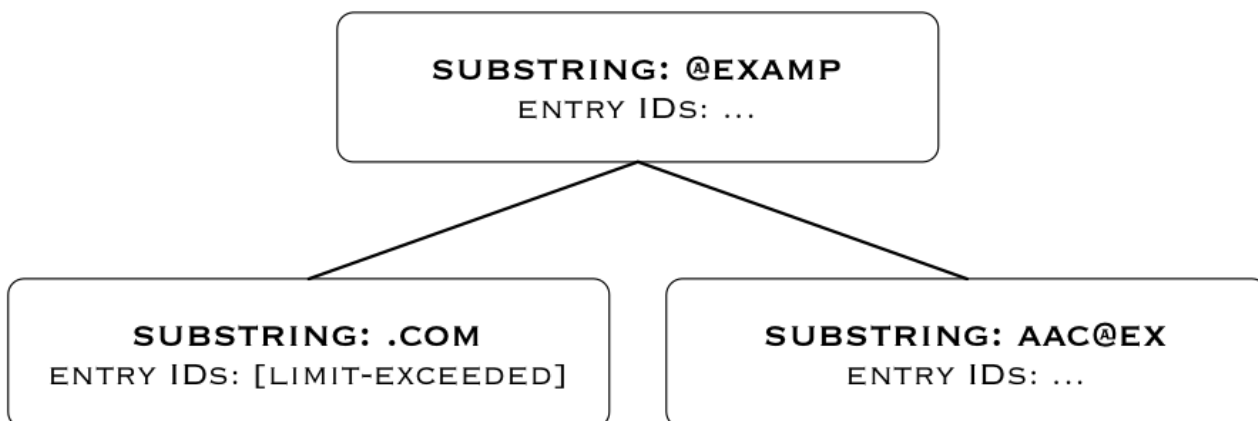 SUBSTRING: @EXAMP
ENTRY IDs: ...
SUBSTRING: .COM
ENTRY IDs: [LIMIT-EXCEEDED]
SUBSTRING: AAC@EX
ENTRY IDs: ...